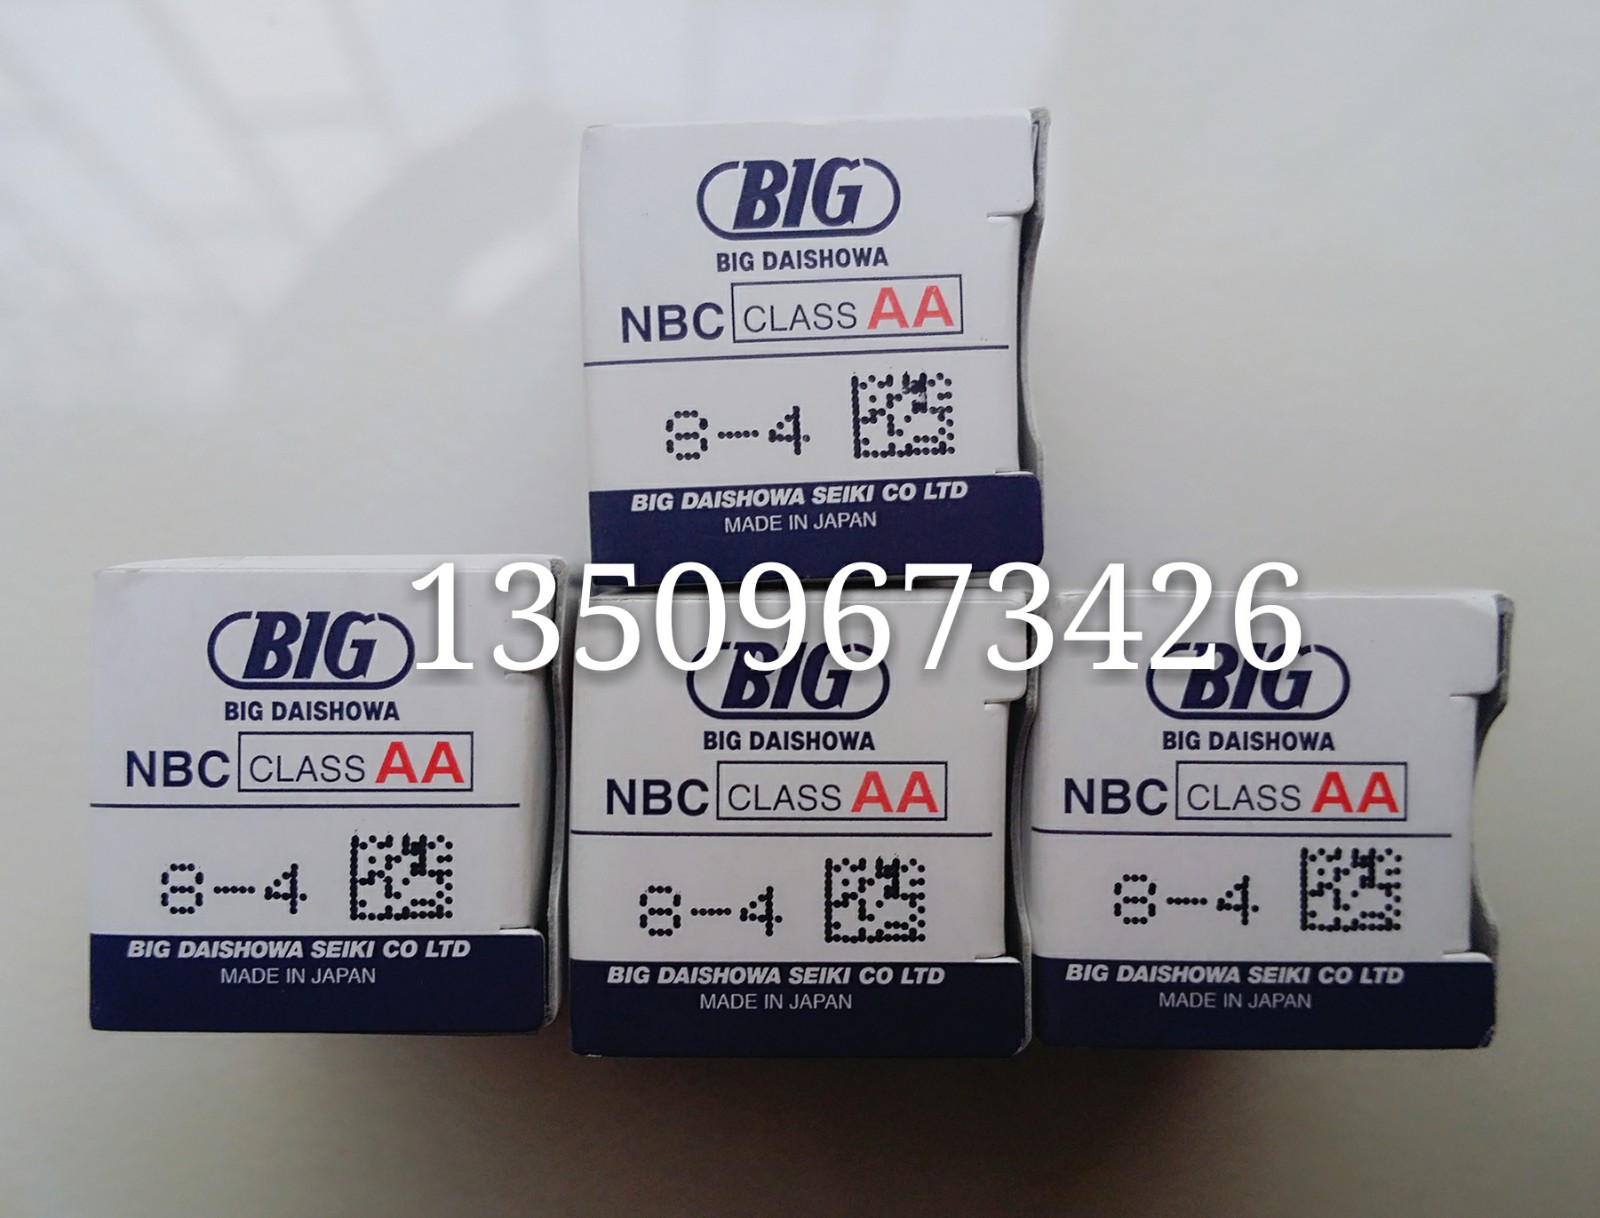 BIG
BIG DAISHOWA
NBC CLASS AA
8-4
BIG DAISHOWA SEIKI CO LTD
MADE IN JAPAN
13509673426
BIG
BIG DAISHOWA
NBC CLASS AA
8-4
BIG DAISHOWA SEIKI CO LTD
MADE IN JAPAN
BIG
BIG DAISHOWA
NBC CLASS AA
8-4
BIG DAISHOWA SEIKI CO LTD
MADE IN JAPAN
BIG
BIG DAISHOWA
NBC CLASS AA
8-4
BIG DAISHOWA SEIKI CO LTD
MADE IN JAPAN